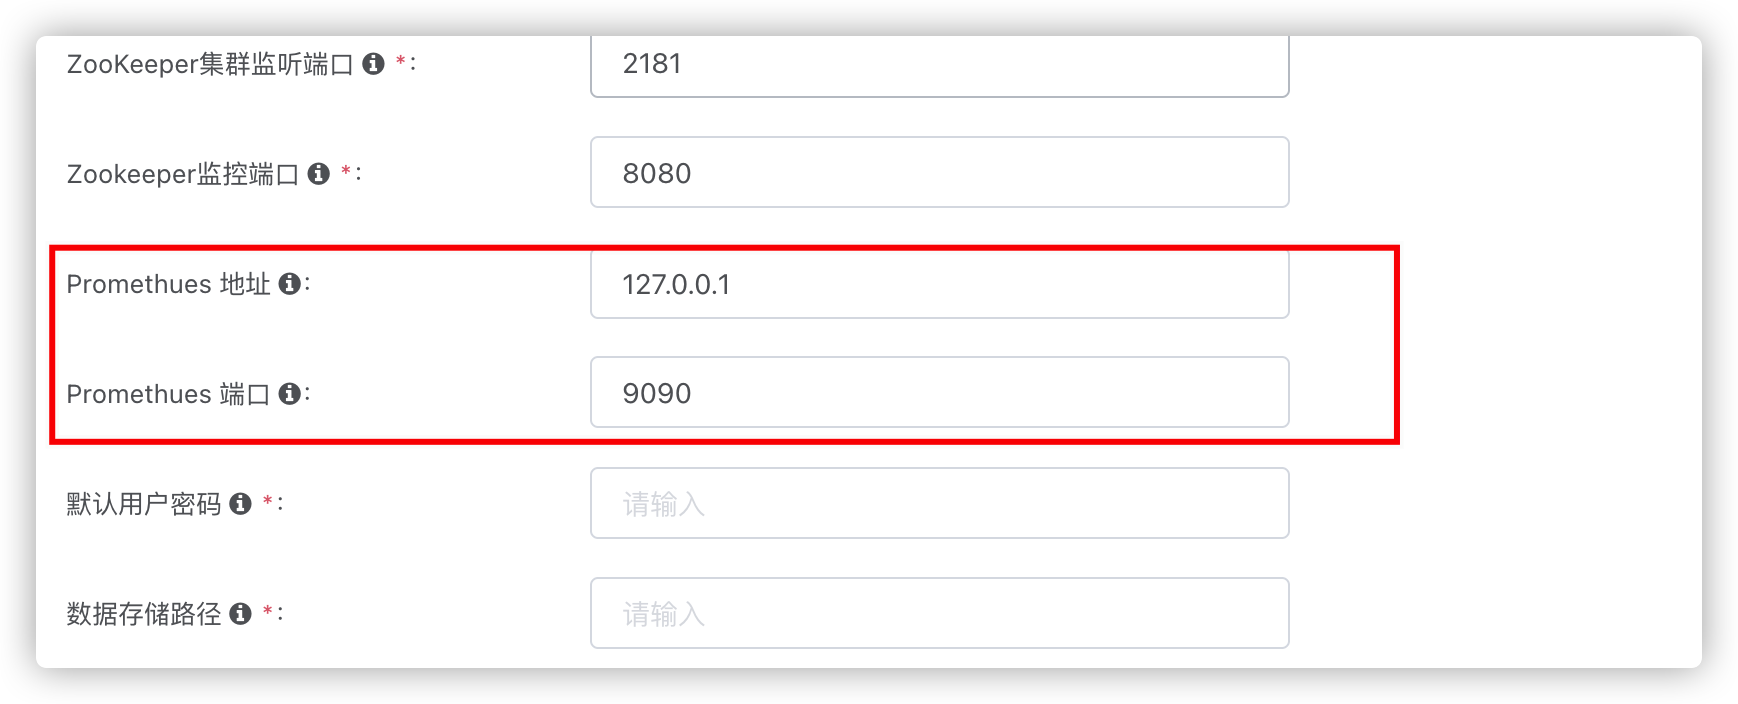 ZooKeeper集群监听端口 * : 2181
Zookeeper监控端口 * : 8080
Promethues 地址 : 127.0.0.1
Promethues 端口 : 9090
默认用户密码 * : 请输入
数据存储路径 * : 请输入